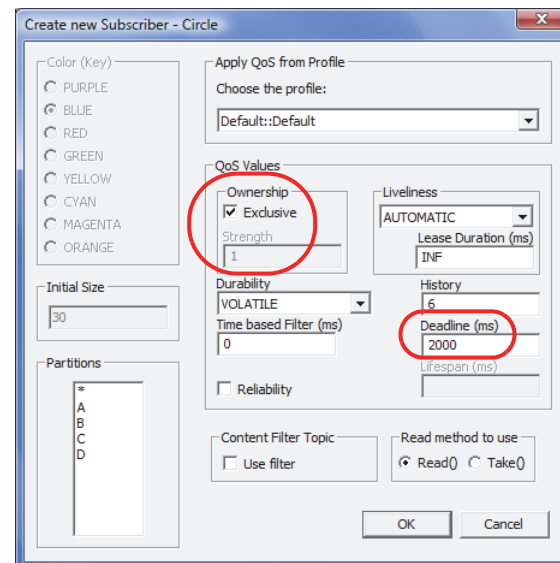 Create new Subscriber - Circle
Color (Key)
PURPLE
BLUE
RED
GREEN
YELLOW
CYAN
MAGENTA
ORANGE
Initial Size
30
Partitions
*
A
B
C
D
Apply QoS from Profile
Choose the profile:
Default::Default
QoS Values
Ownership
Exclusive
Strength
1
Liveliness
AUTOMATIC
Lease Duration (ms)
INF
Durability
VOLATILE
History
6
Time based Filter (ms)
0
Deadline (ms)
2000
Lifespan (ms)
Reliability
Content Filter Topic
Use filter
Read method to use
Read() Take()
OK Cancel